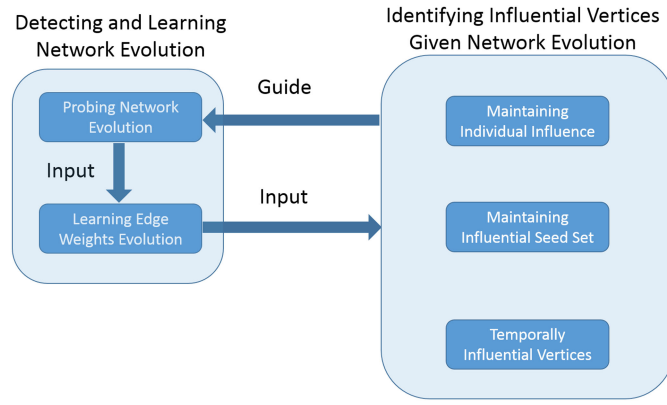 Detecting and Learning
Network Evolution
Probing Network
Evolution
Input
Learning Edge
Weights Evolution
Guide
Input
Identifying Influential Vertices
Given Network Evolution
Maintaining
Individual Influence
Maintaining
Influential Seed Set
Temporally
Influential Vertices